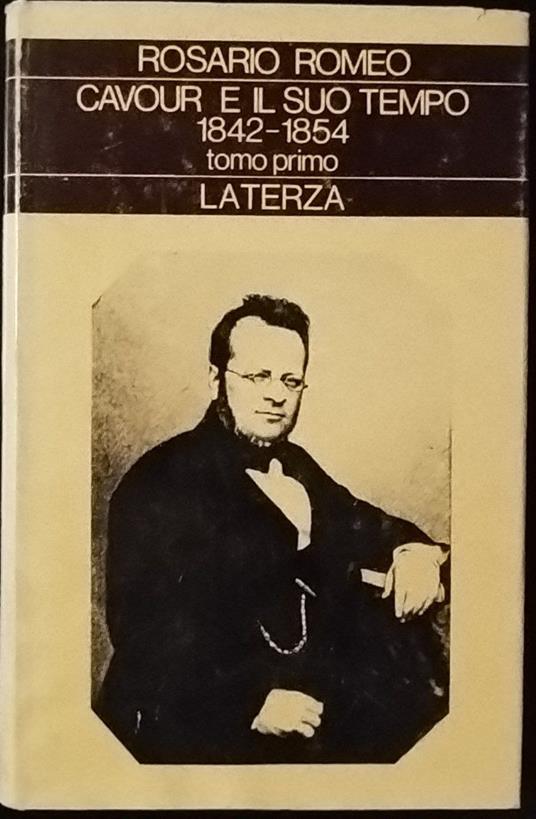 ROSARIO ROMEO
CAVOUR E IL SUO TEMPO
1842-1854
tomo primo
LATERZA